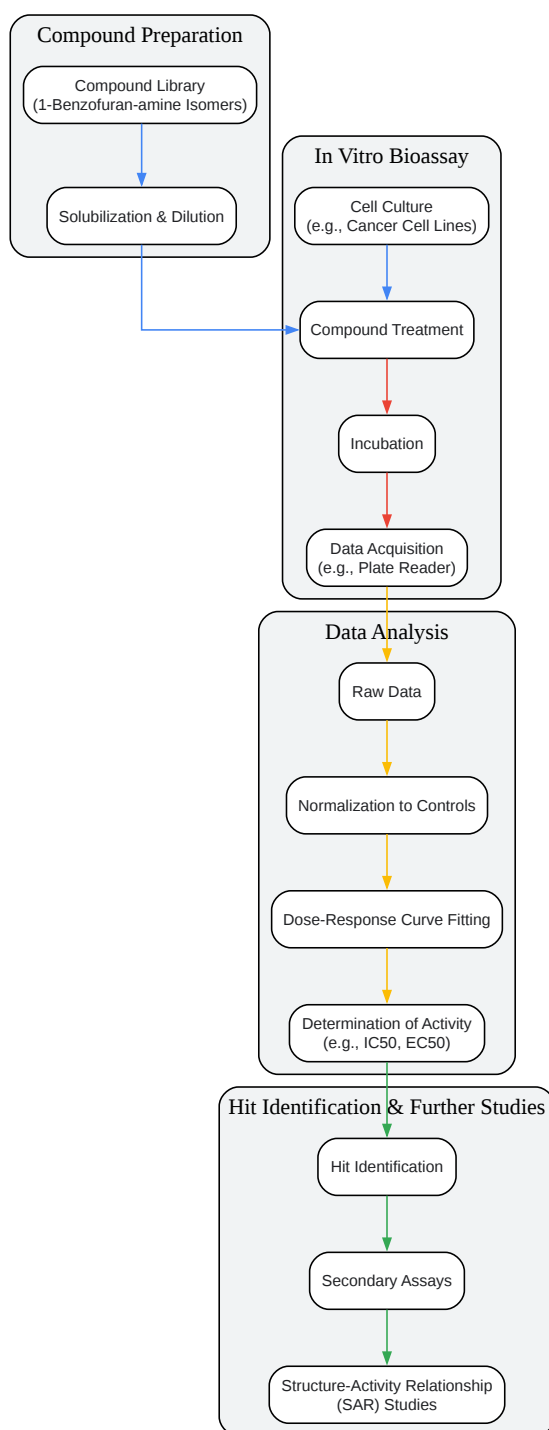 Compound Preparation
Compound Library
(1-Benzofuran-amine Isomers)
Solubilization & Dilution
In Vitro Bioassay
Cell Culture
(e.g., Cancer Cell Lines)
Compound Treatment
Incubation
Data Acquisition
(e.g., Plate Reader)
Data Analysis
Raw Data
Normalization to Controls
Dose-Response Curve Fitting
Determination of Activity
(e.g., IC50, EC50)
Hit Identification & Further Studies
Hit Identification
Secondary Assays
Structure-Activity Relationship
(SAR) Studies